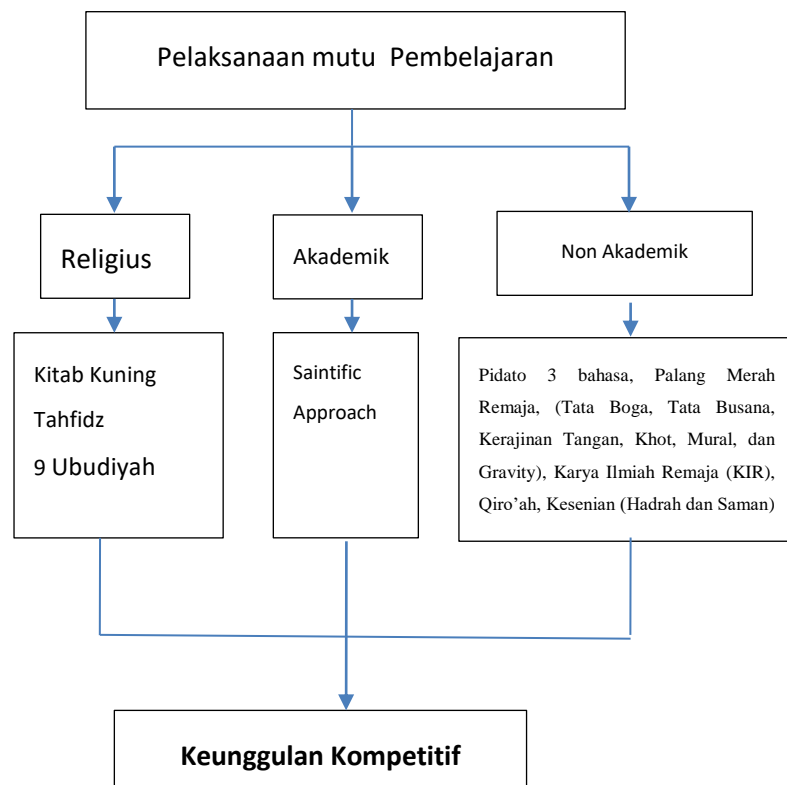 Pelaksanaan mutu Pembelajaran
Religius
Akademik
Non Akademik
Kitab Kuning
Tahfidz
9 Ubudiyah
Saintific
Approach
Pidato 3 bahasa, Palang Merah
Remaja, (Tata Boga, Tata Busana,
Kerajinan Tangan, Khot, Mural, dan
Gravity), Karya Ilmiah Remaja (KIR),
Qiro’ah, Kesenian (Hadrah dan Saman)
Keunggulan Kompetitif